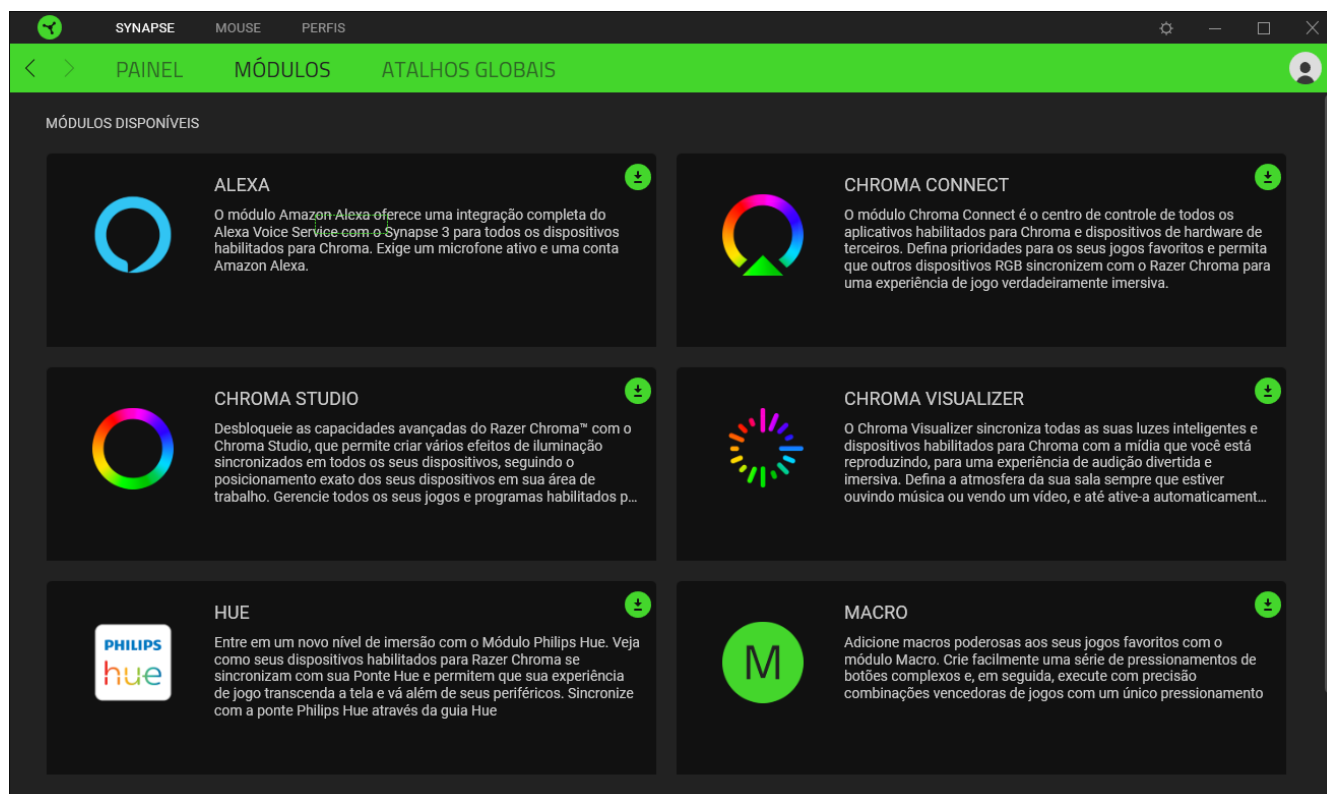 SYNAPSE MOUSE PERFIS
PAINEL MÓDULOS ATALHOS GLOBAIS
MÓDULOS DISPONÍVEIS
ALEXA
O módulo Amazon Alexa oferece uma integração completa do
Alexa Voice Service com o Synapse 3 para todos os dispositivos
habilitados para Chroma. Exige um microfone ativo e uma conta
Amazon Alexa.
CHROMA CONNECT
O módulo Chroma Connect é o centro de controle de todos os
aplicativos habilitados para Chroma e dispositivos de hardware de
terceiros. Defina prioridades para os seus jogos favoritos e permita
que outros dispositivos RGB sincronizem com o Razer Chroma para
uma experiência de jogo verdadeiramente imersiva.
CHROMA STUDIO
Desbloqueie as capacidades avançadas do Razer Chroma™ com o
Chroma Studio, que permite criar vários efeitos de iluminação
sincronizados em todos os seus dispositivos, seguindo o
posicionamento exato dos seus dispositivos em sua área de
trabalho. Gerencie todos os seus jogos e programas habilitados p...
CHROMA VISUALIZER
O Chroma Visualizer sincroniza todas as suas luzes inteligentes e
dispositivos habilitados para Chroma com a mídia que você está
reproduzindo, para uma experiência de audição divertida e
imersiva. Defina a atmosfera da sua sala sempre que estiver
ouvindo música ou vendo um vídeo, e até ative-a automaticament...
PHILIPS
hue
HUE
Entre em um novo nível de imersão com o Módulo Philips Hue. Veja
como seus dispositivos habilitados para Razer Chroma se
sincronizam com sua Ponte Hue e permitem que sua experiência
de jogo transcenda a tela e vá além de seus periféricos. Sincronize
com a ponte Philips Hue através da guia Hue
M
MACRO
Adicione macros poderosas aos seus jogos favoritos com o
módulo Macro. Crie facilmente uma série de pressionamentos de
botões complexos e, em seguida, execute com precisão
combinações vencedoras de jogos com um único pressionamento